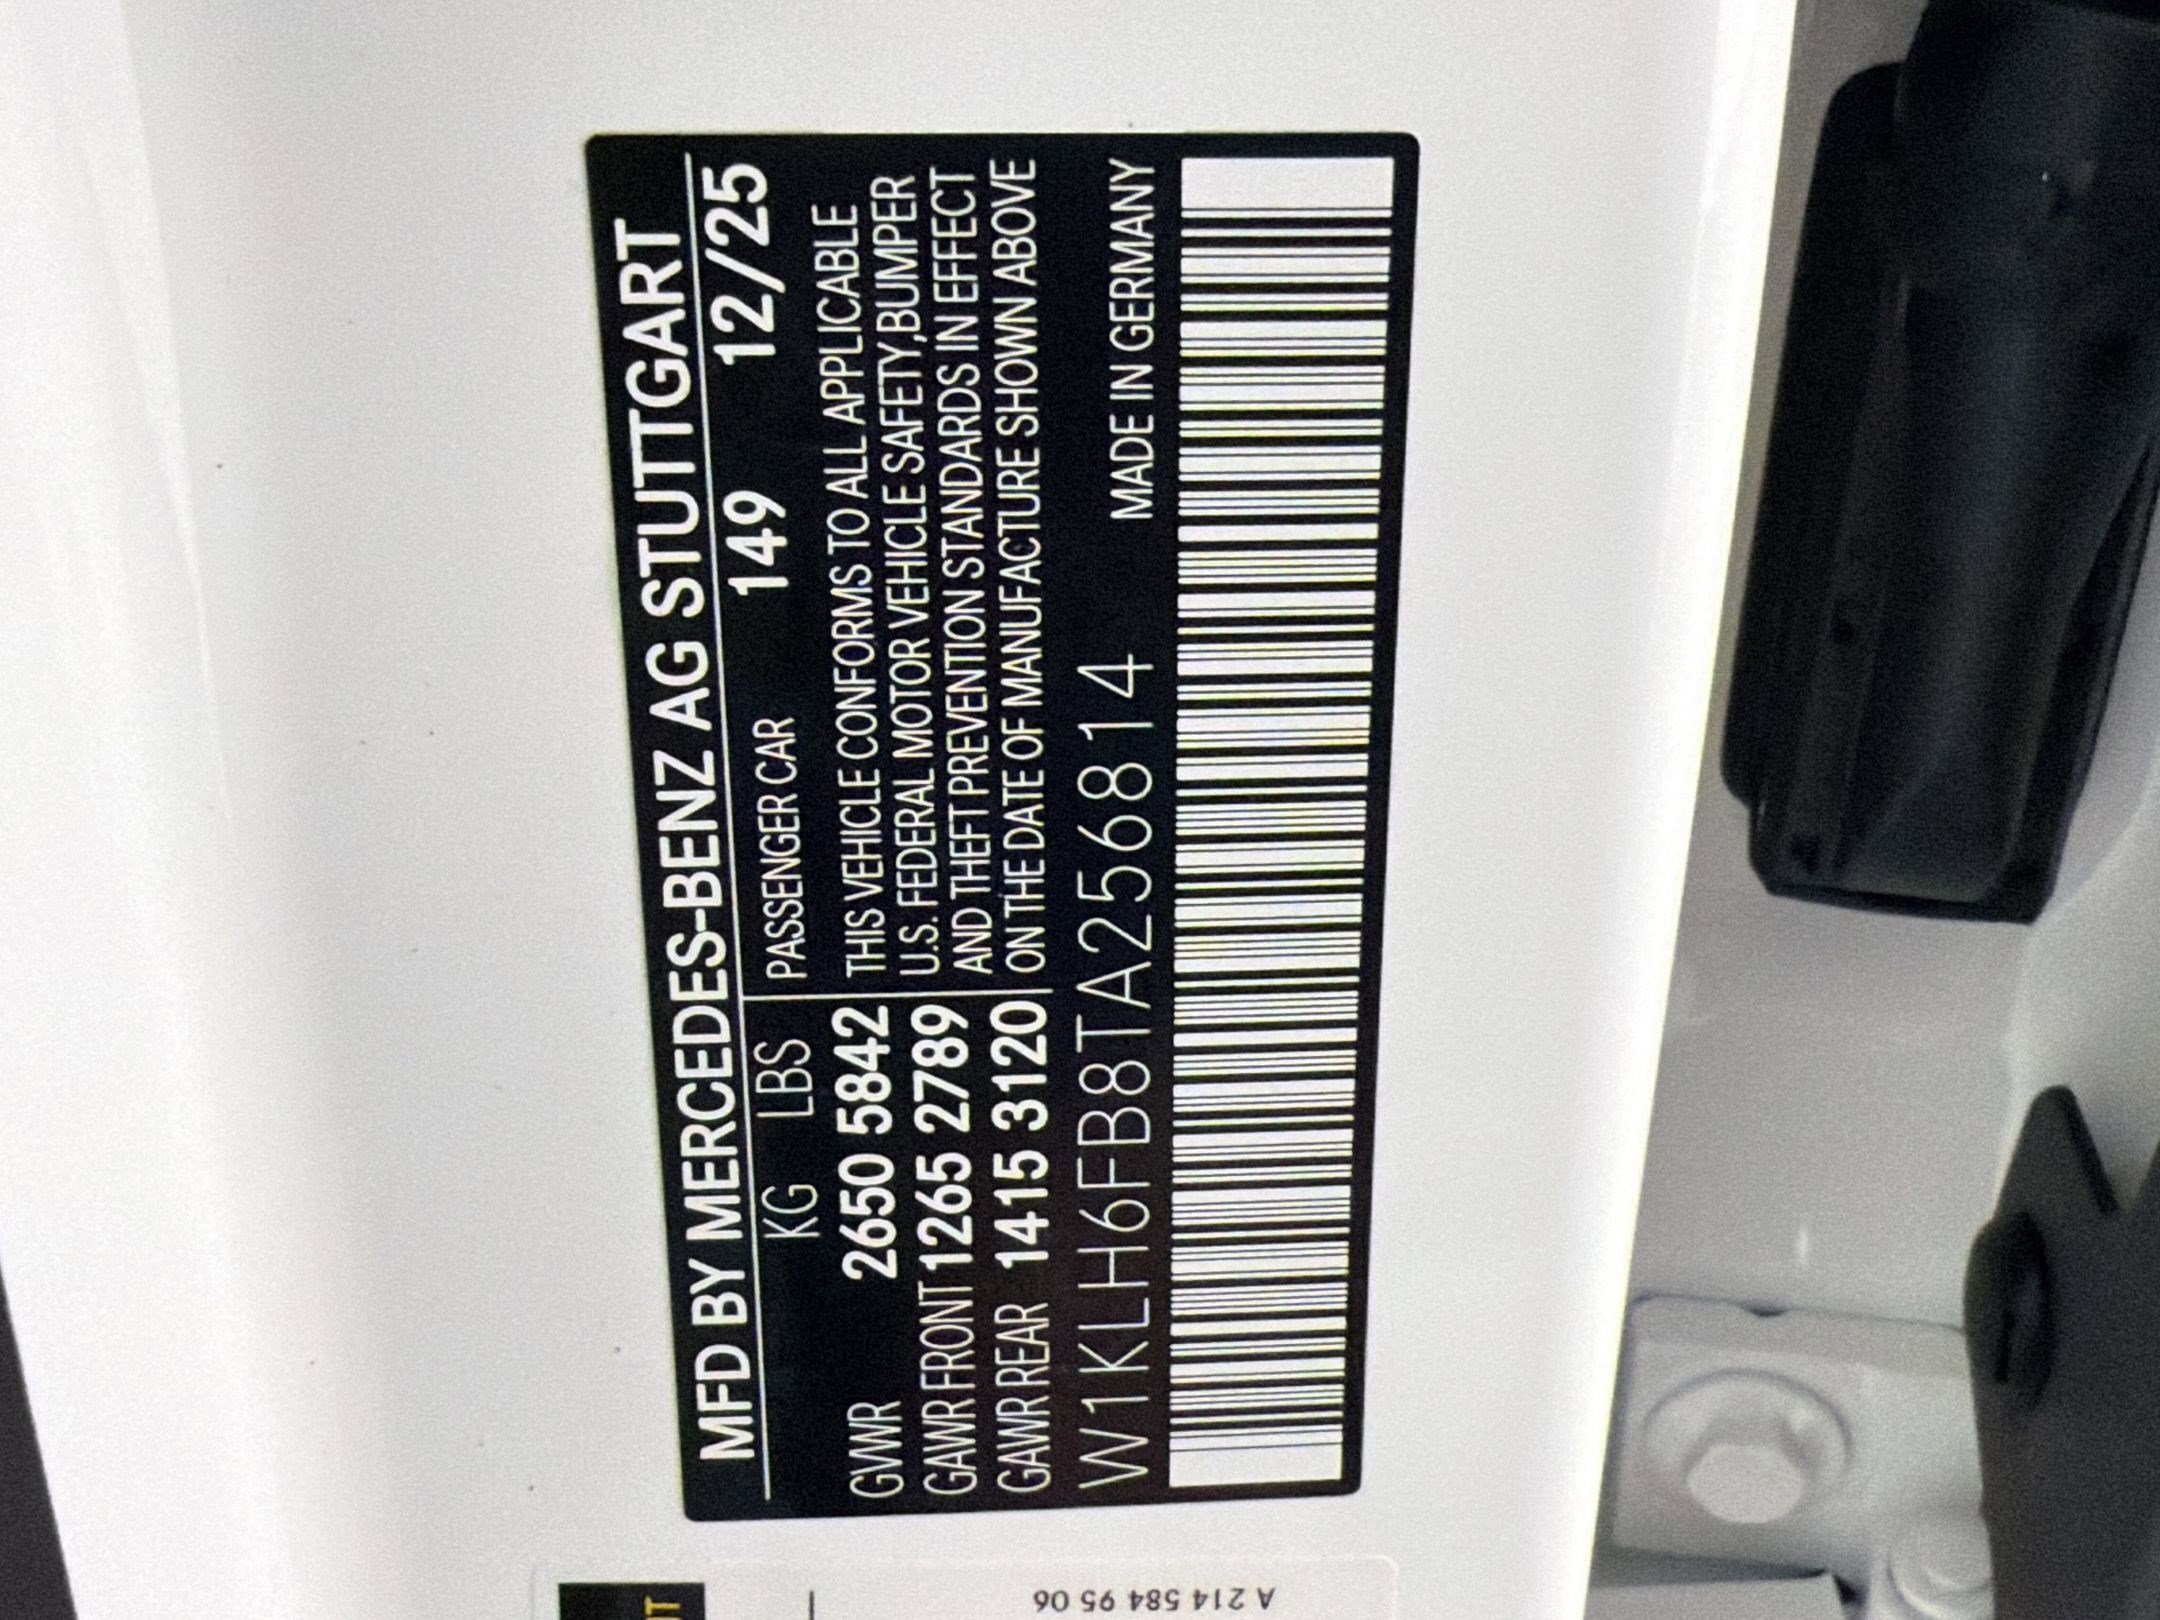 MFD BY MERCEDES-BENZ AG STUTTGART
KG LBS PASSENGER CAR 149 12/25
GVWR 2650 5842 THIS VEHICLE CONFORMS TO ALL APPLICABLE
U.S. FEDERAL MOTOR VEHICLE SAFETY,BUMPER
GAWR FRONT 1265 2789 AND THEFT PREVENTION STANDARDS IN EFFECT
GAWR REAR 1415 3120 ON THE DATE OF MANUFACTURE SHOWN ABOVE
W1KLH6FB8TA256814 MADE IN GERMANY
A 214 584 95 06